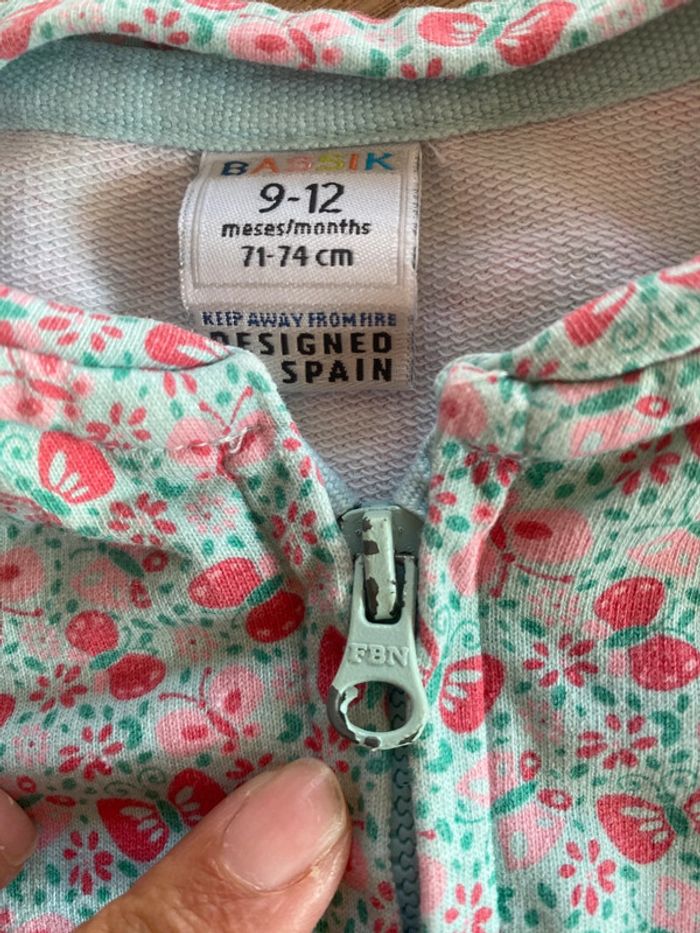 BASSIK
9-12
meses/months
71-74 cm
KEEP AWAY FROM FIRE
DESIGNED
SPAIN
FBN